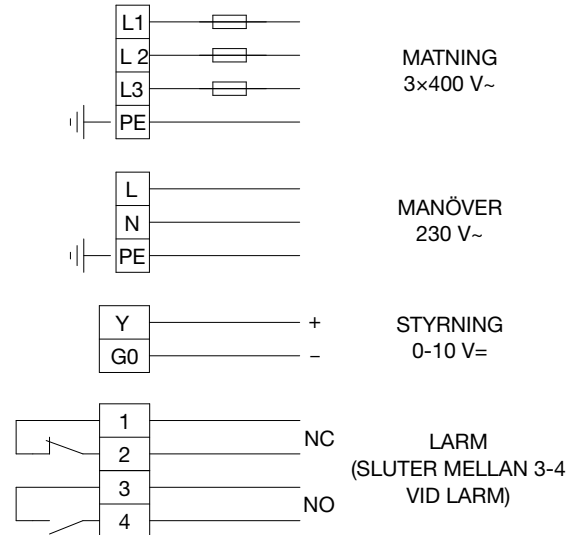 L1
L 2
L3
PE
MATNING
3×400 V~
L
N
PE
MANÖVER
230 V~
Y
+
G0
–
STYRNING
0-10 V=
1
2
NC
3
4
NO
LARM
(SLUTER MELLAN 3-4
VID LARM)